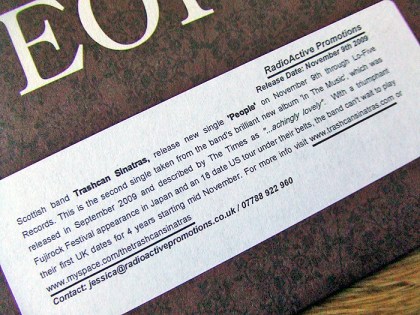 EOP
RadioActive Promotions
Release Date: November 9th 2009
Scottish band Trashcan Sinatras, release new single 'People' on November 9th through Lo-Five
Records. This is the second single taken from the band's brilliant new album 'In The Music', which was
released in September 2009 and described by The Times as "...achingly lovely". With a triumphant
Fujirock Festival appearance in Japan and an 18 date US tour under their belts, the band can't wait to play
their first UK dates for 4 years starting mid November. For more info visit www.trashcansinatras.com or
www.myspace.com/thetrashcansinatras
Contact: jessica@radioactivepromotions.co.uk / 07788 922 960